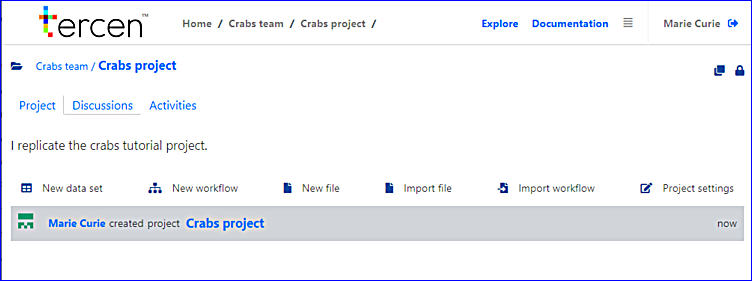 tercen™ Home / Crabs team / Crabs project / Explore Documentation Marie Curie
Crabs team / Crabs project
Project Discussions Activities
I replicate the crabs tutorial project.
New data set New workflow New file Import file Import workflow Project settings
Marie Curie created project Crabs project now